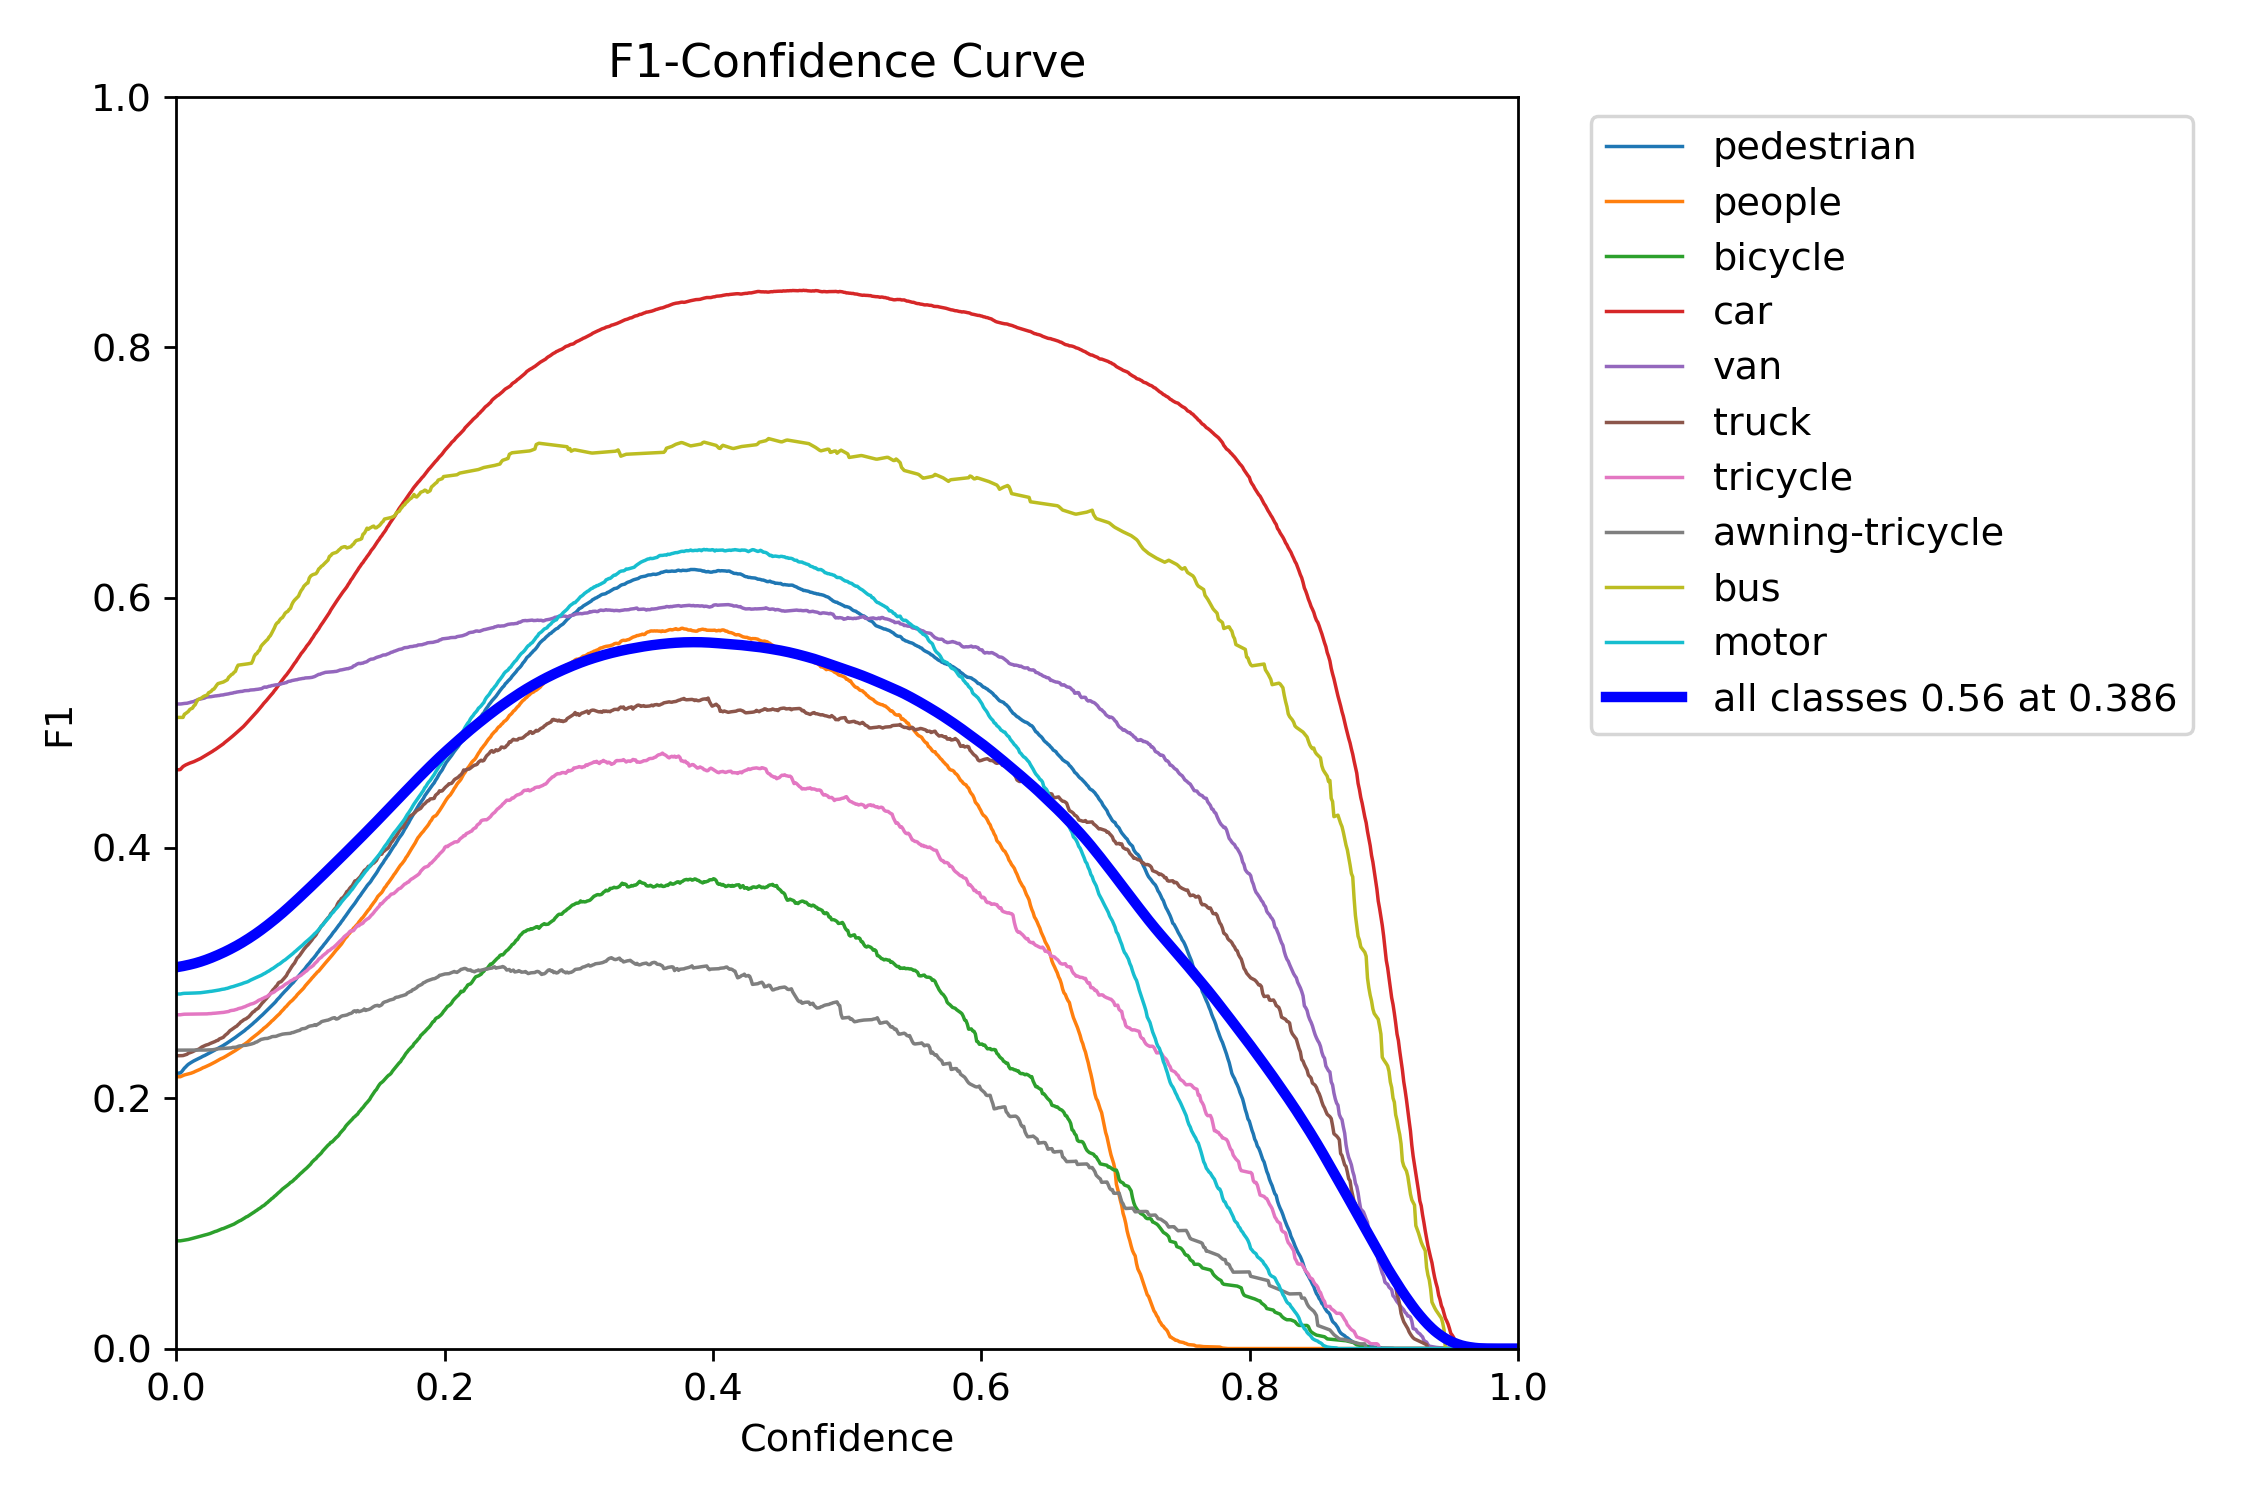 F1-Confidence Curve
1.0
0.8
0.6
0.4
0.2
0.0
F1
0.0 0.2 0.4 0.6 0.8 1.0
Confidence
pedestrian
people
bicycle
car
van
truck
tricycle
awning-tricycle
bus
motor
all classes 0.56 at 0.386